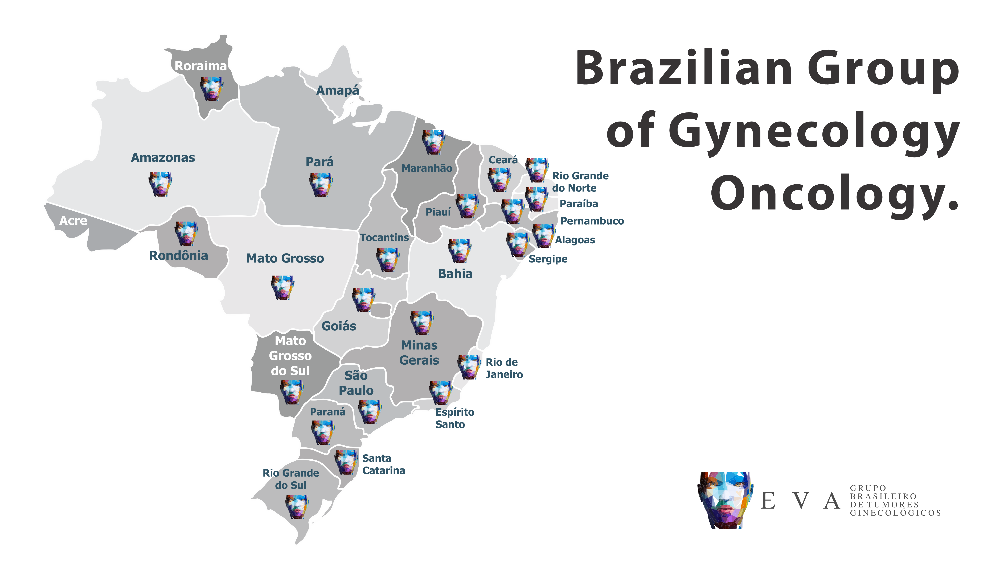 Brazilian Group
of Gynecology
Oncology.
Roraima
Amapá
Amazonas
Pará
Maranhão
Ceará
Rio Grande
do Norte
Paraíba
Piauí
Pernambuco
Acre
Alagoas
Tocantins
Rondônia
Mato Grosso
Sergipe
Bahia
Goiás
Mato
Grosso
do Sul
Minas
Gerais
Rio de
Janeiro
São
Paulo
Paraná
Espírito
Santo
Santa
Catarina
Rio Grande
do Sul
E V A
GRUPO
BRASILEIRO
DE TUMORES
GINECOLÓGICOS